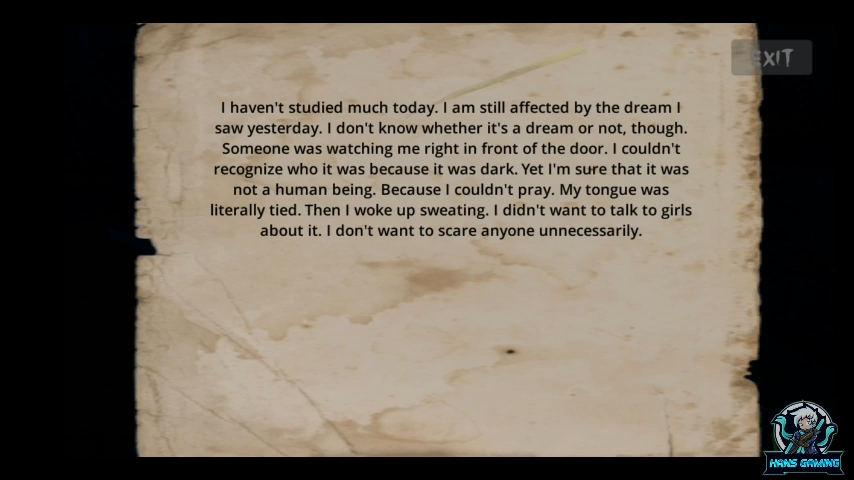 EXIT
I haven't studied much today. I am still affected by the dream I
saw yesterday. I don't know whether it's a dream or not, though.
Someone was watching me right in front of the door. I couldn't
recognize who it was because it was dark. Yet I'm sure that it was
not a human being. Because I couldn't pray. My tongue was
literally tied. Then I woke up sweating. I didn't want to talk to girls
about it. I don't want to scare anyone unnecessarily.
HANS GAMING